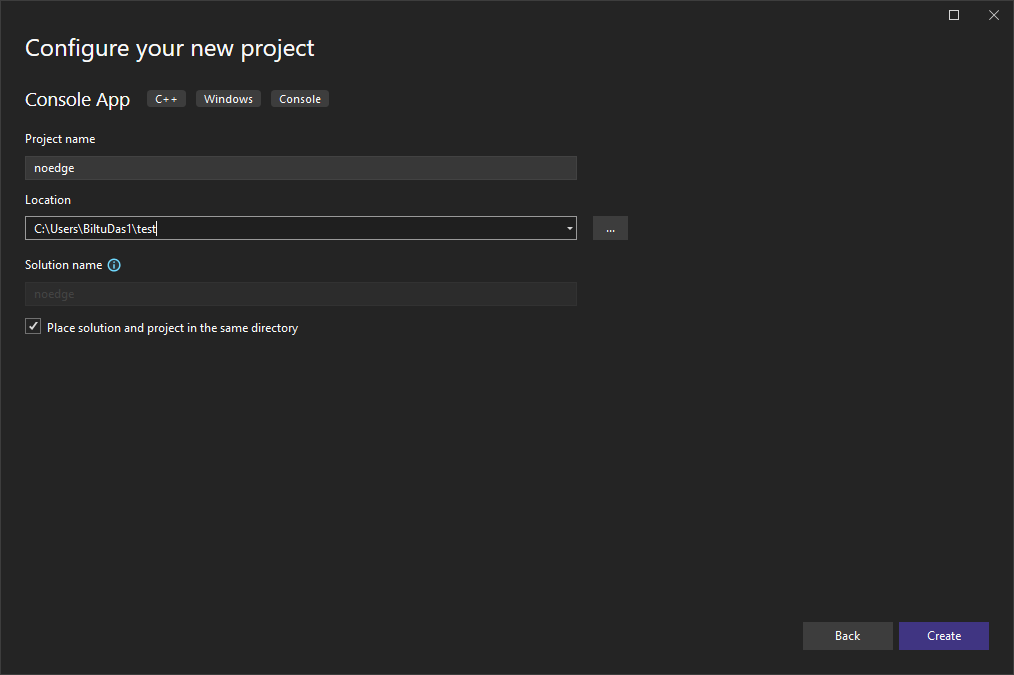 Configure your new project
Console App C++ Windows Console
Project name
noedge
Location
C:\Users\BiltuDas1\test
...
Solution name
noedge
Place solution and project in the same directory
Back Create